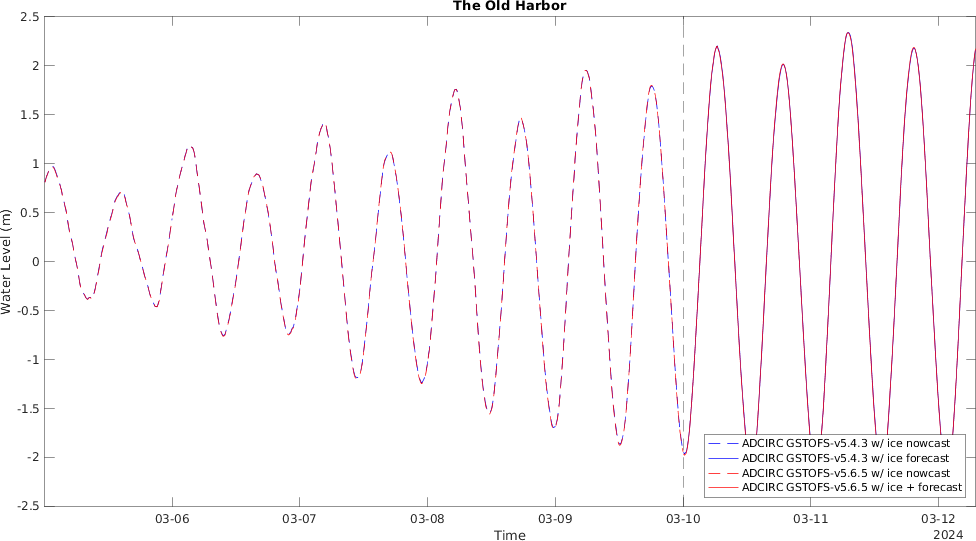 The Old Harbor
2.5
2
1.5
1
0.5
0
-0.5
-1
-1.5
-2
-2.5
Water Level (m)
ADCIRC GSTOFS-v5.4.3 w/ ice nowcast
ADCIRC GSTOFS-v5.4.3 w/ ice forecast
ADCIRC GSTOFS-v5.6.5 w/ ice nowcast
ADCIRC GSTOFS-v5.6.5 w/ ice + forecast
03-06 03-07 03-08 03-09 03-10 03-11 03-12
2024
Time